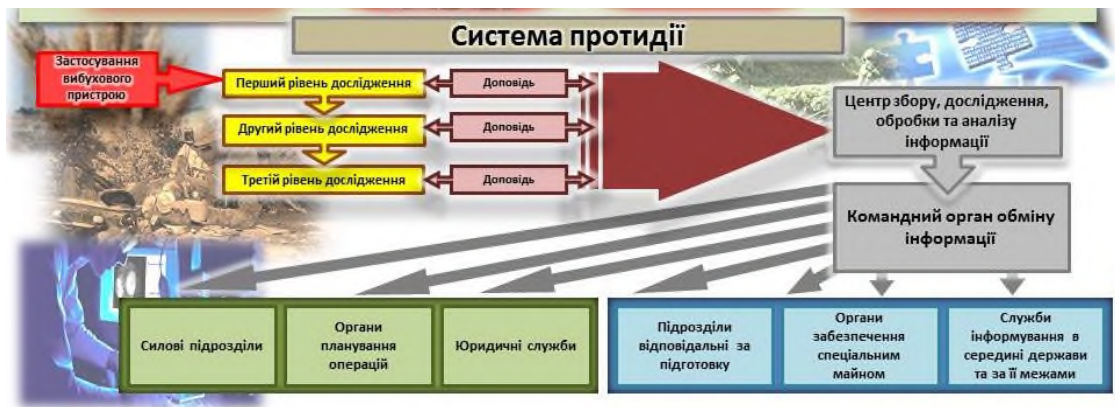 Система протидії
Застосування
вибухового
пристрою
Перший рівень дослідження
Доповідь
Другий рівень дослідження
Доповідь
Третій рівень дослідження
Доповідь
Центр збору, дослідження,
обробки та аналізу
інформації
Командний орган обміну
інформації
Силові підрозділи
Органи
планування
операцій
Юридичні служби
Підрозділи
відповідальні за
підготовку
Органи
забезпечення
спеціальним
майном
Служби
інформування в
середині держави
та за її межами